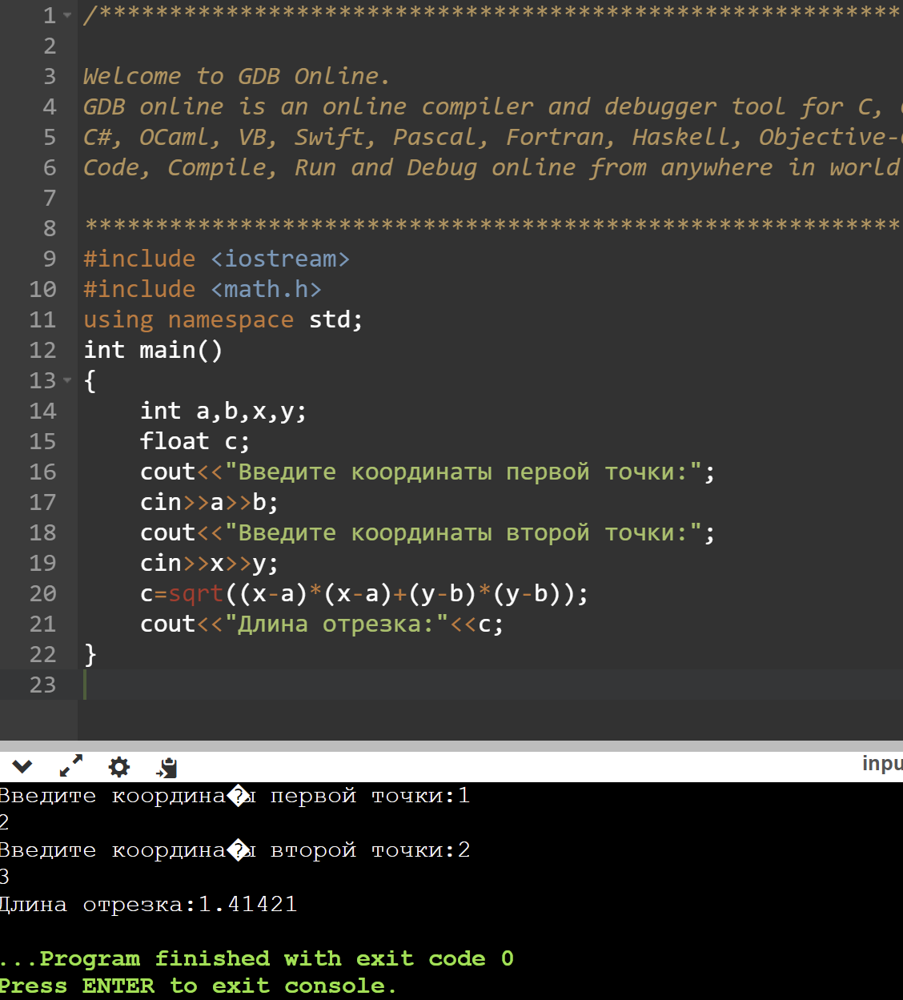 1 /**********************************************************
2
3 Welcome to GDB Online.
4 GDB online is an online compiler and debugger tool for C,
5 C#, OCaml, VB, Swift, Pascal, Fortran, Haskell, Objective-
6 Code, Compile, Run and Debug online from anywhere in world
7
8 **********************************************************
9 #include <iostream>
10 #include <math.h>
11 using namespace std;
12 int main()
13 {
14 int a,b,x,y;
15 float c;
16 cout<<"Введите координаты первой точки:";
17 cin>>a>>b;
18 cout<<"Введите координаты второй точки:";
19 cin>>x>>y;
20 c=sqrt((x-a)*(x-a)+(y-b)*(y-b));
21 cout<<"Длина отрезка:"<<c;
22 }
23
inpu
Введите координа�ы первой точки:1
2
Введите координа�ы второй точки:2
3
Длина отрезка:1.41421
...Program finished with exit code 0
Press ENTER to exit console.